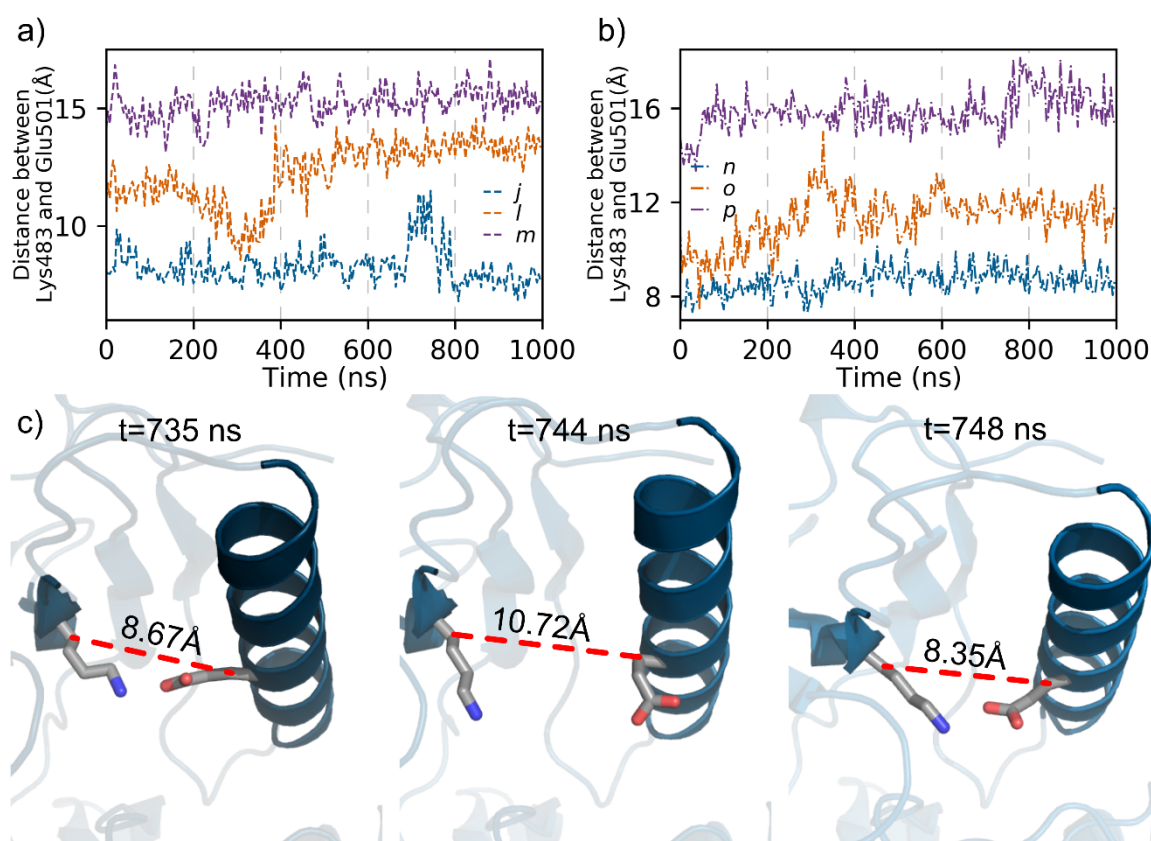 a)
Distance between
Lys483 and Glu501(Å)
15
10
j
l
m
0 200 400 600 800 1000
Time (ns)
b)
Distance between
Lys483 and Glu501(Å)
16
12
8
n
o
p
0 200 400 600 800 1000
Time (ns)
c)
t=735 ns
8.67Å
t=744 ns
10.72Å
t=748 ns
8.35Å